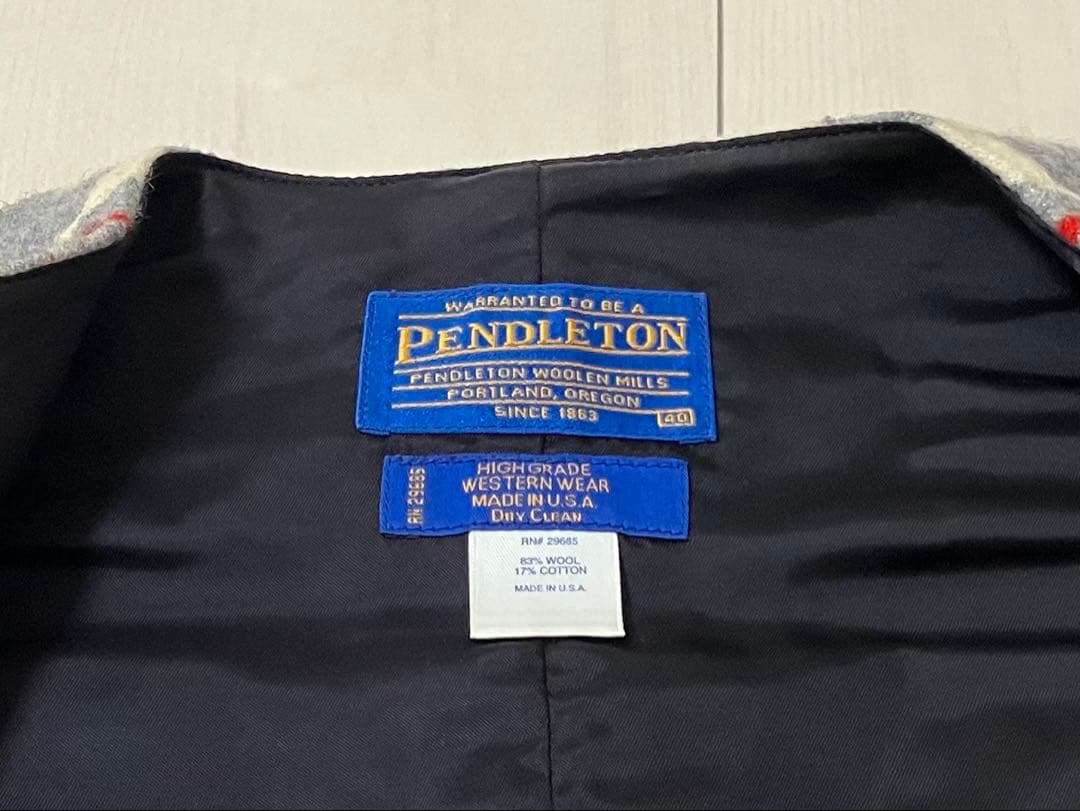 WARRANTED TO BE A
PENDLETON
PENDLETON WOOLEN MILLS
PORTLAND, OREGON
SINCE 1863
40
RN 29685
HIGH GRADE
WESTERN WEAR
MADE IN U.S.A.
DRY CLEAN
RN# 29685
83% WOOL
17% COTTON
MADE IN U.S.A.